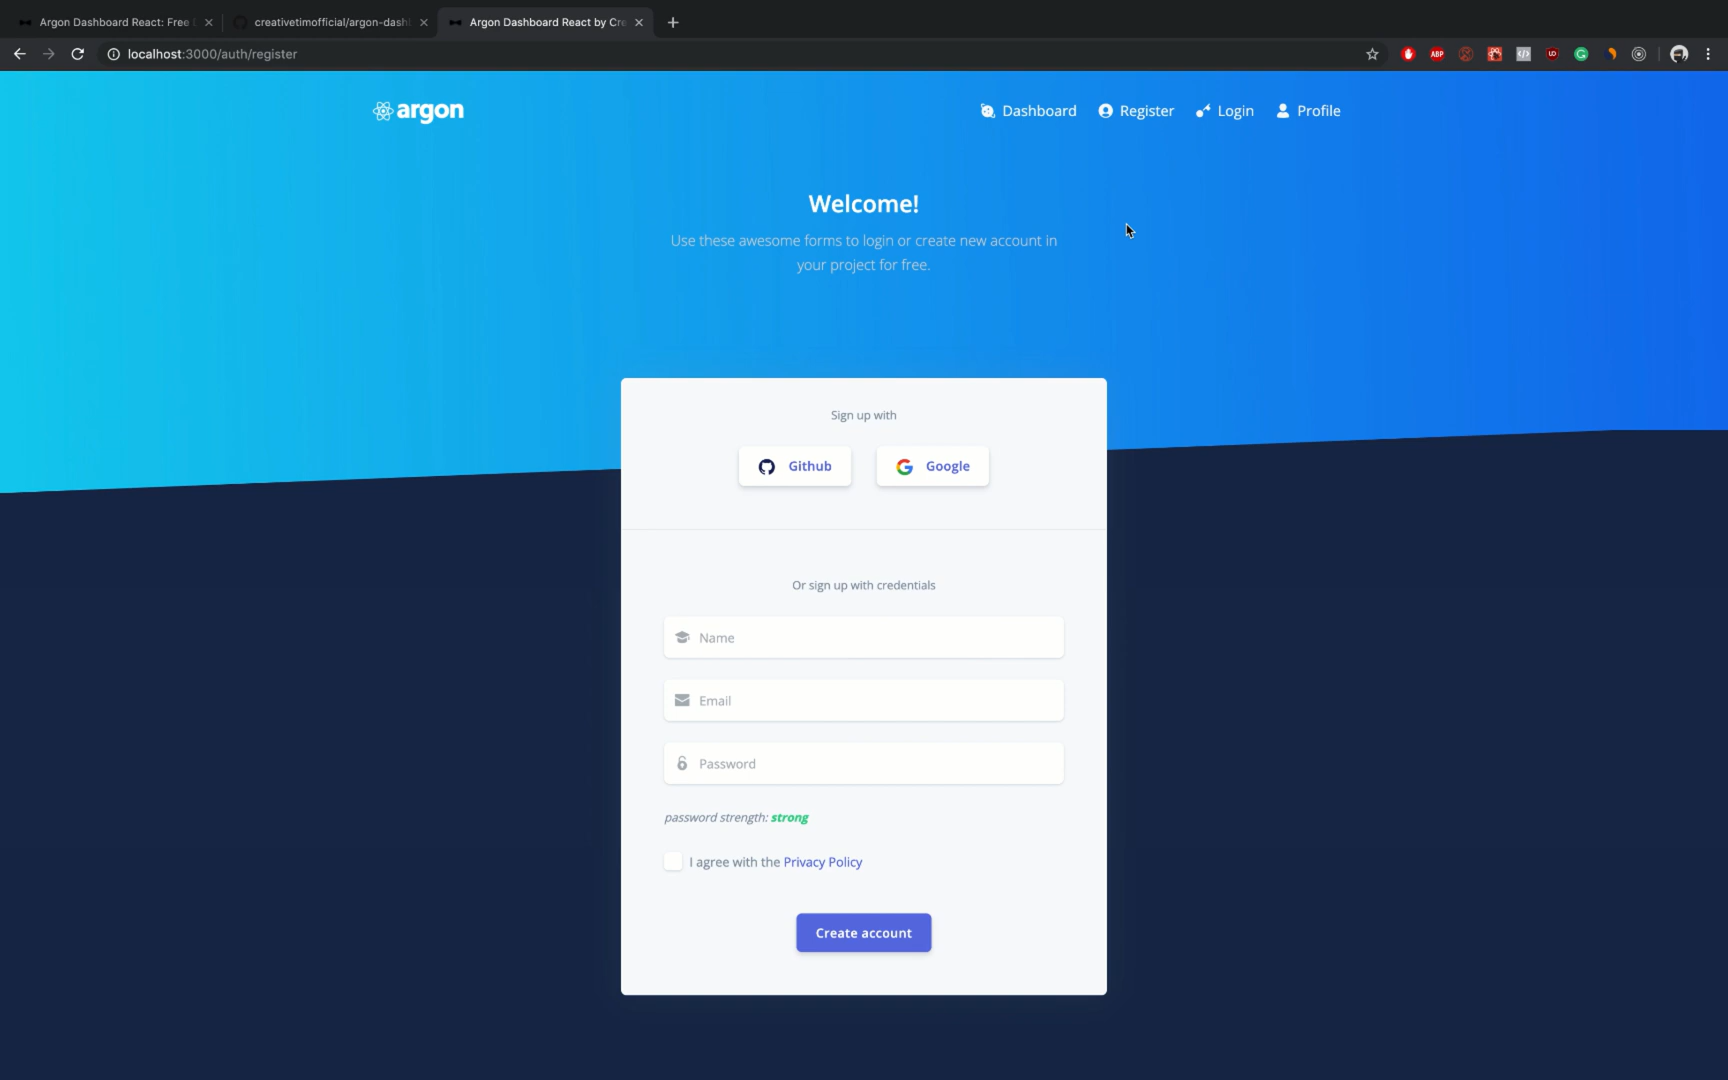 Argon Dashboard React: Free
creativetimofficial/argon-dash
Argon Dashboard React by Cre
localhost:3000/auth/register
ABP
argon
Dashboard
Register
Login
Profile
Welcome!
Use these awesome forms to login or create new account in
your project for free.
Sign up with
Github
Google
Or sign up with credentials
Name
Email
Password
password strength: strong
I agree with the Privacy Policy
Create account